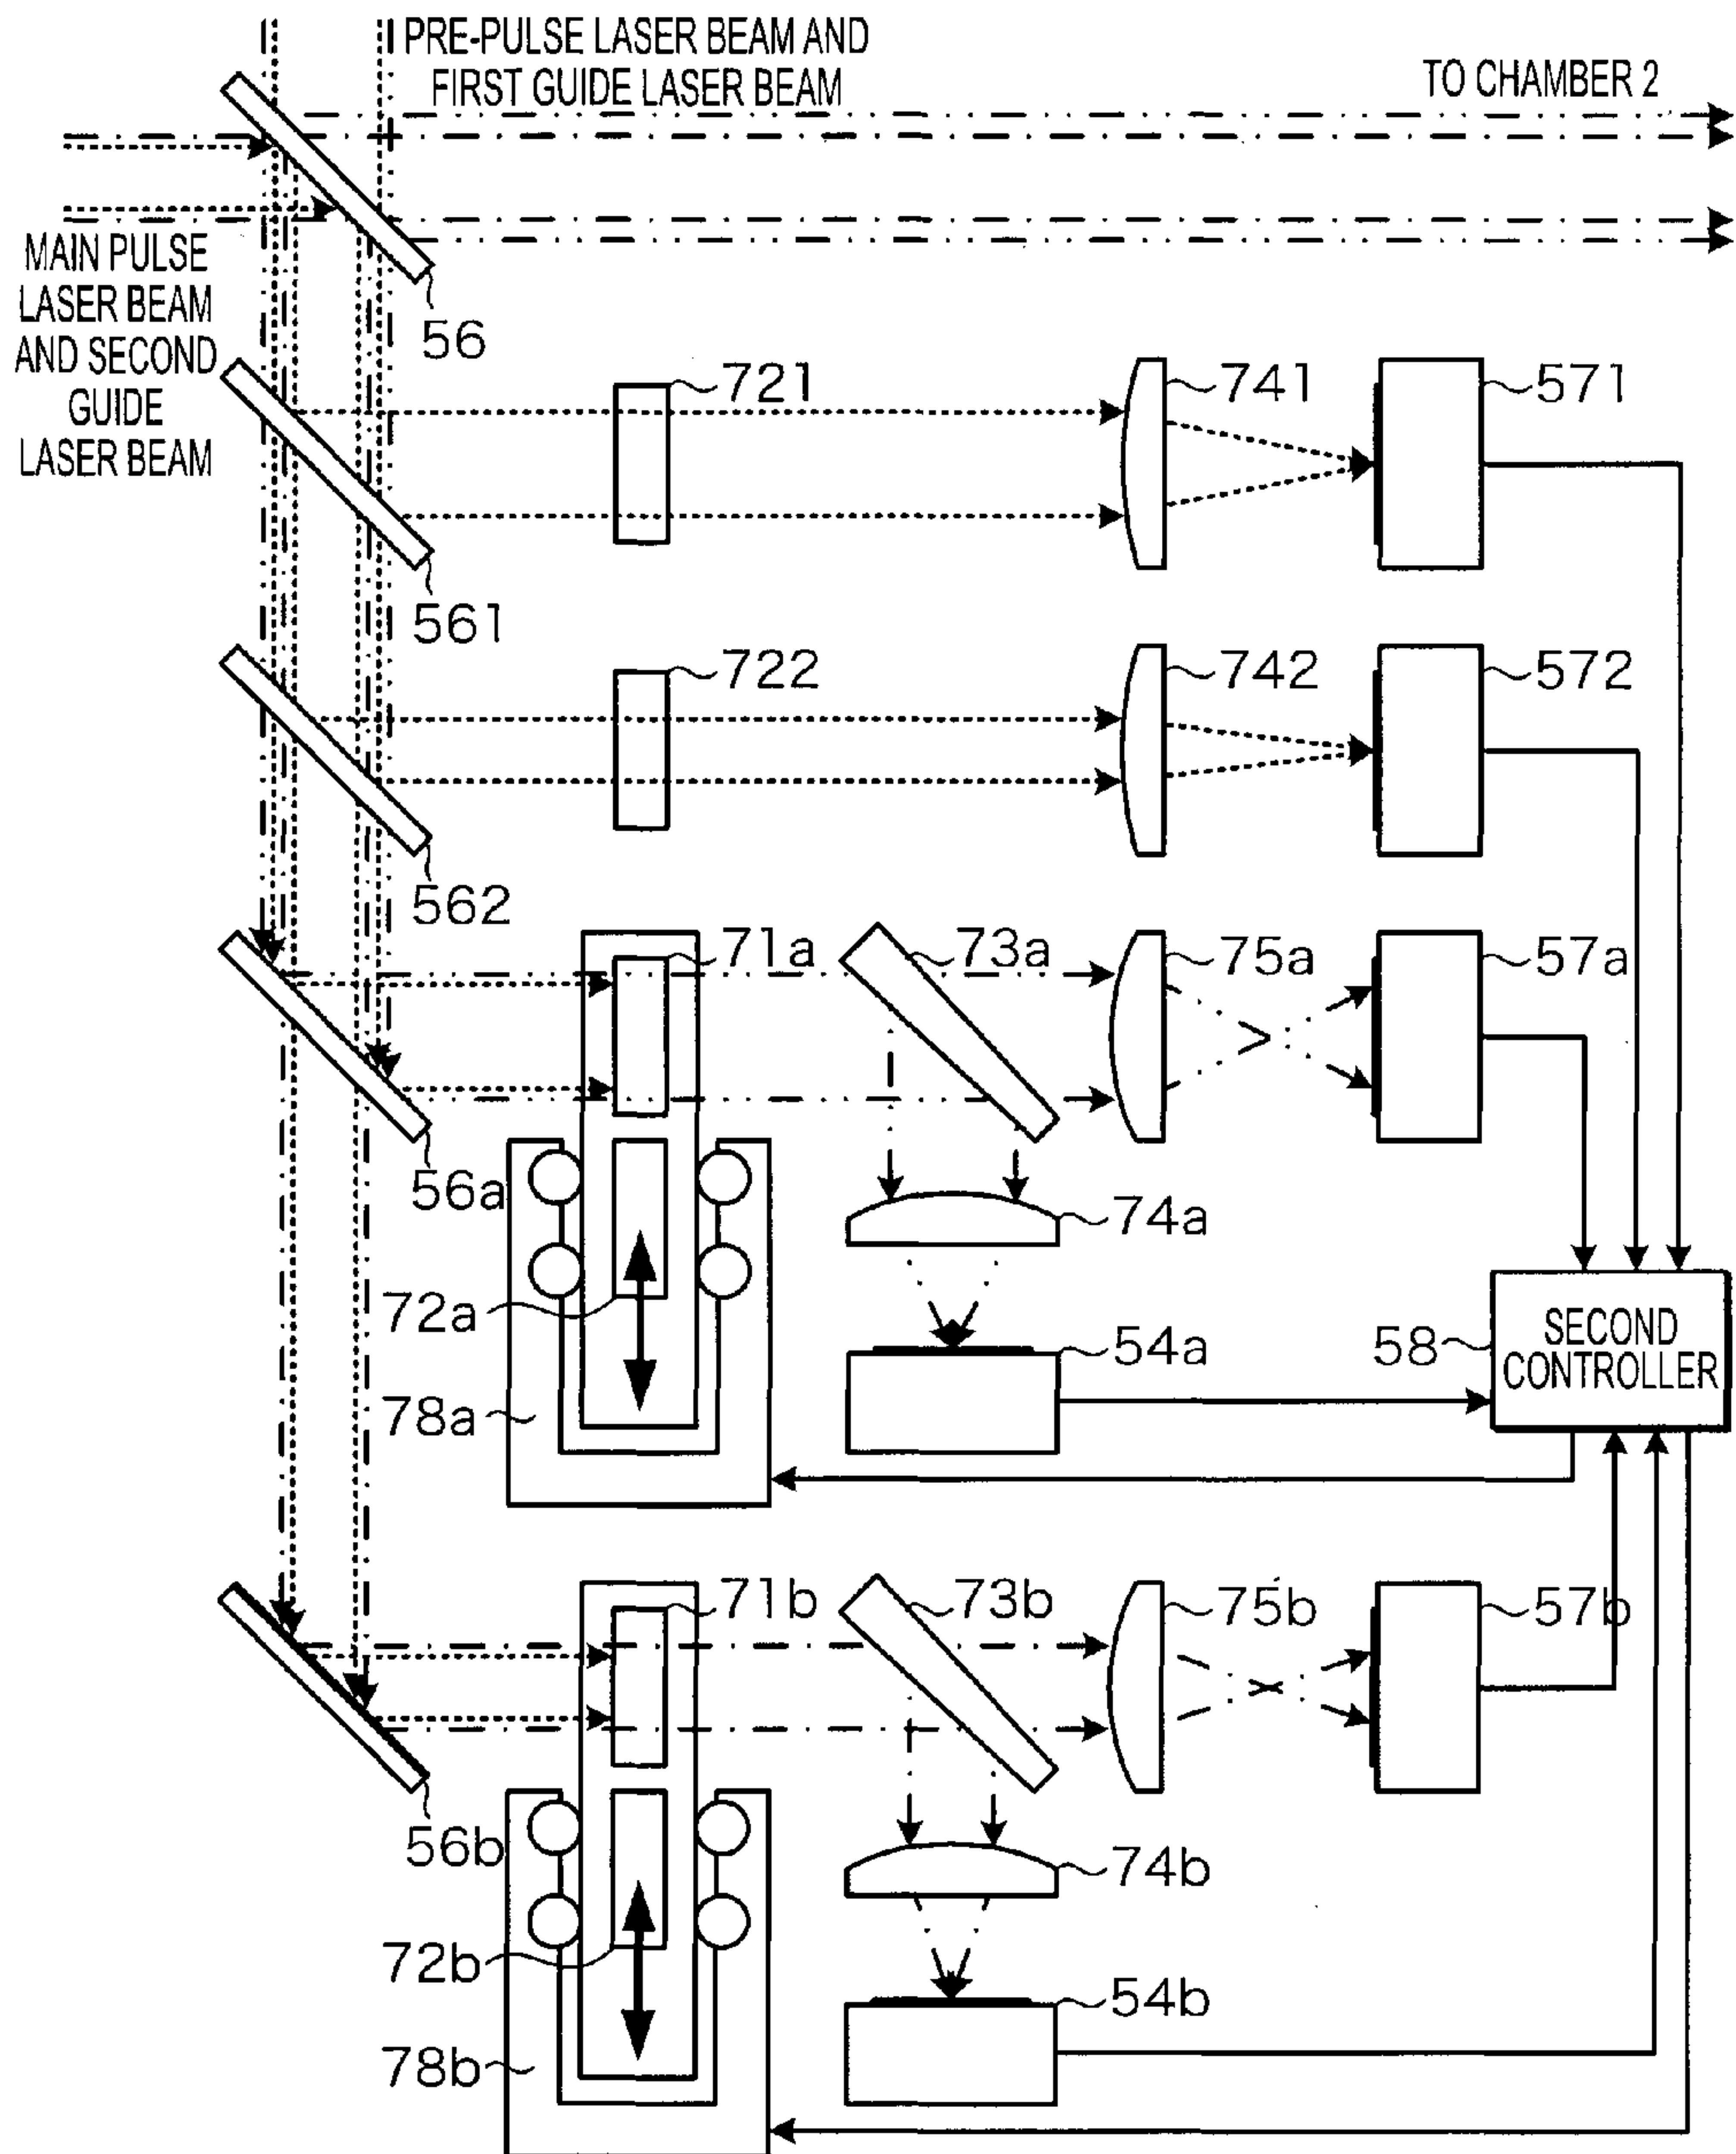 PRE-PULSE LASER BEAM AND
FIRST GUIDE LASER BEAM
TO CHAMBER 2
MAIN PULSE
LASER BEAM
AND SECOND
GUIDE
LASER BEAM
56
721
741
571
561
722
742
572
562
71a
73a
75a
57a
56a
74a
72a
54a
58
SECOND
CONTROLLER
78a
71b
73b
75b
57b
56b
74b
72b
54b
78b